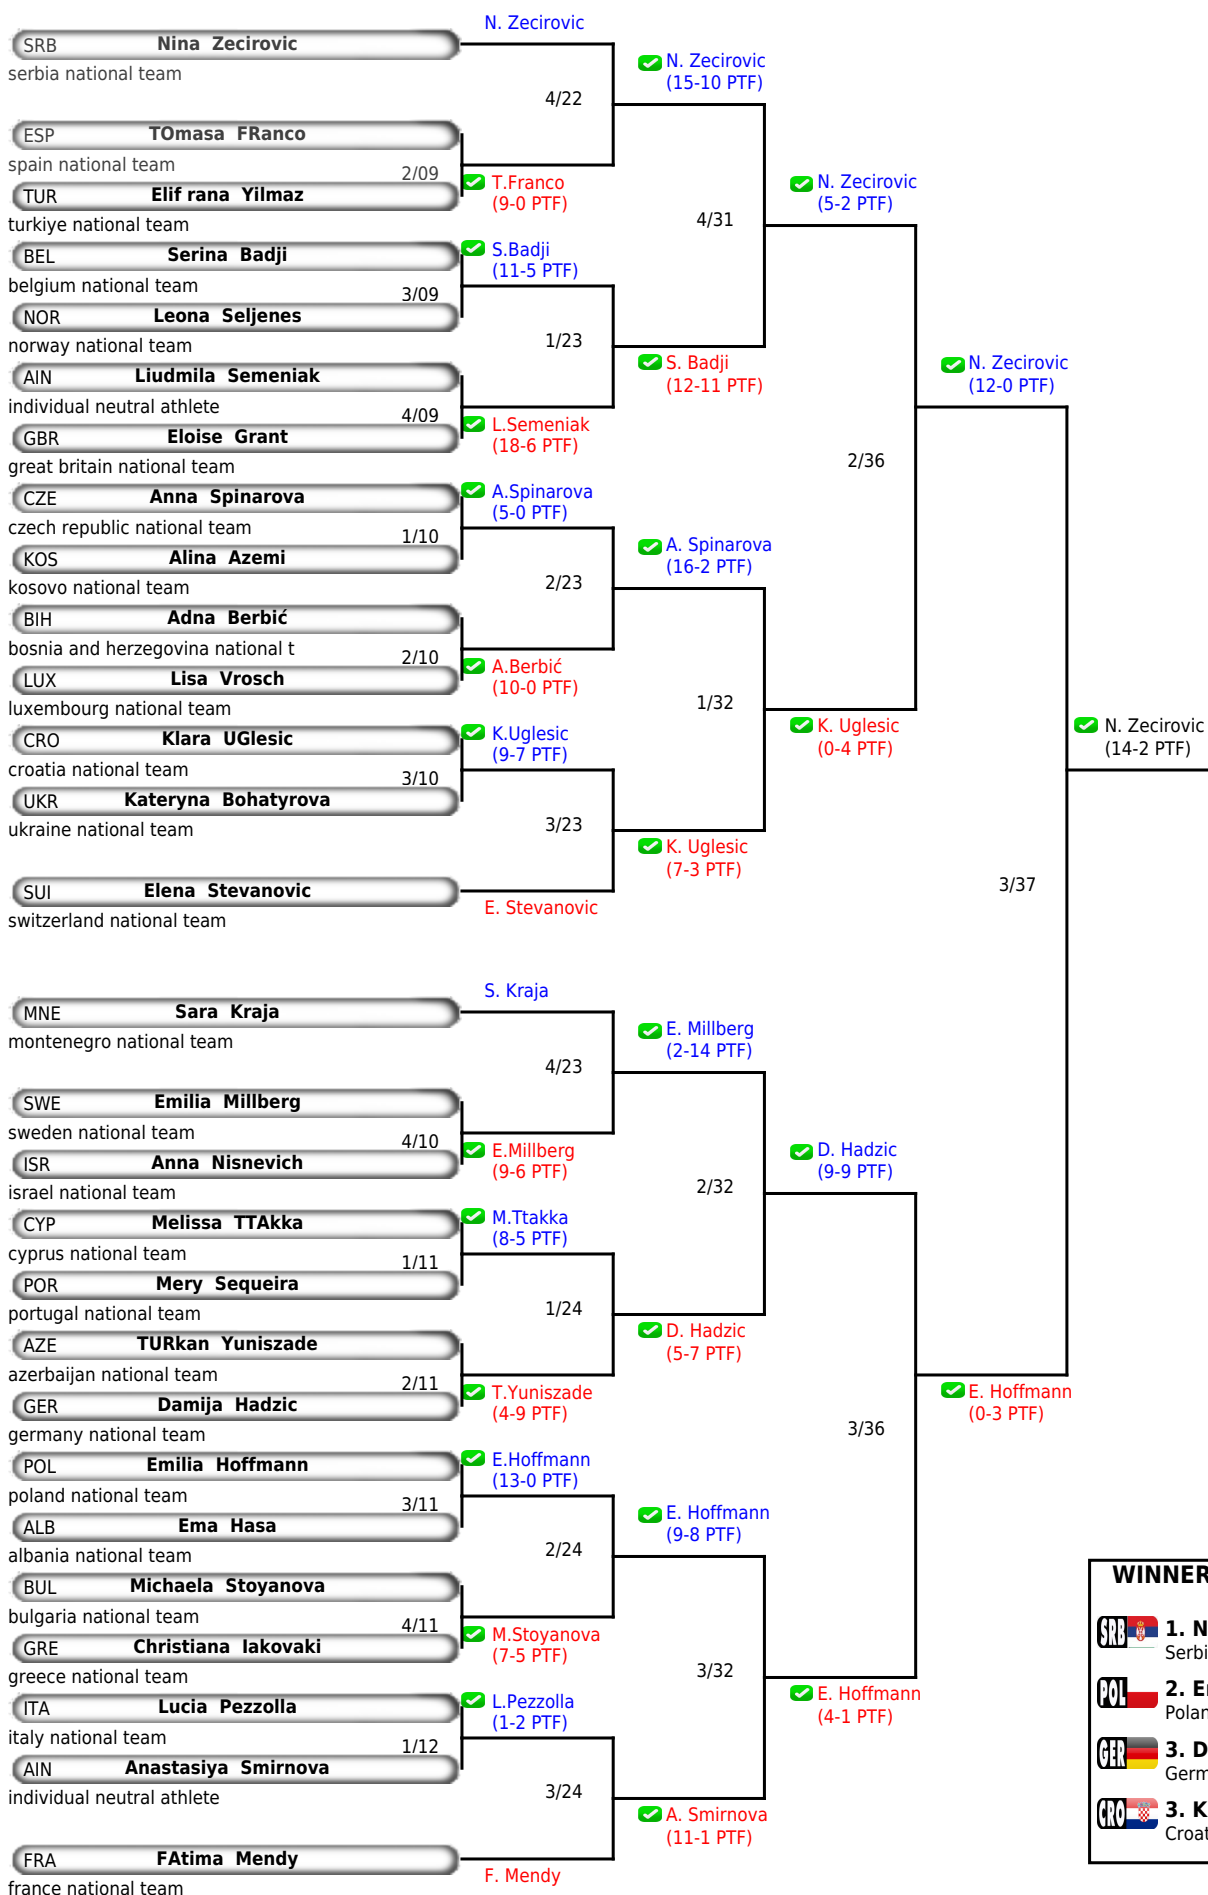 N. Zecirovic
SRB Nina Zecirovic
serbia national team
N. Zecirovic
(15-10 PTF)
4/22
ESP TOmasa FRanco
spain national team
2/09
T.Franco
(9-0 PTF)
TUR Elif rana Yilmaz
turkiye national team
N. Zecirovic
(5-2 PTF)
4/31
BEL Serina Badji
belgium national team
S.Badji
(11-5 PTF)
3/09
NOR Leona Seljenes
norway national team
1/23
S. Badji
(12-11 PTF)
AIN Liudmila Semeniak
individual neutral athlete
4/09
L.Semeniak
(18-6 PTF)
GBR Eloise Grant
great britain national team
N. Zecirovic
(12-0 PTF)
2/36
CZE Anna Spinarova
czech republic national team
A.Spinarova
(5-0 PTF)
1/10
KOS Alina Azemi
kosovo national team
A. Spinarova
(16-2 PTF)
2/23
BIH Adna Berbić
bosnia and herzegovina national t
2/10
A.Berbić
(10-0 PTF)
LUX Lisa Vrosch
luxembourg national team
1/32
K. Uglesic
(0-4 PTF)
N. Zecirovic
(14-2 PTF)
CRO Klara UGlesic
croatia national team
K.Uglesic
(9-7 PTF)
3/10
UKR Kateryna Bohatyrova
ukraine national team
3/23
K. Uglesic
(7-3 PTF)
SUI Elena Stevanovic
switzerland national team
E. Stevanovic
3/37
S. Kraja
MNE Sara Kraja
montenegro national team
E. Millberg
(2-14 PTF)
4/23
SWE Emilia Millberg
sweden national team
4/10
E.Millberg
(9-6 PTF)
ISR Anna Nisnevich
israel national team
D. Hadzic
(9-9 PTF)
2/32
CYP Melissa TTAkka
cyprus national team
M.Ttakka
(8-5 PTF)
1/11
POR Mery Sequeira
portugal national team
1/24
D. Hadzic
(5-7 PTF)
AZE TURkan Yuniszade
azerbaijan national team
2/11
T.Yuniszade
(4-9 PTF)
GER Damija Hadzic
germany national team
E. Hoffmann
(0-3 PTF)
3/36
POL Emilia Hoffmann
poland national team
E.Hoffmann
(13-0 PTF)
3/11
ALB Ema Hasa
albania national team
E. Hoffmann
(9-8 PTF)
2/24
BUL Michaela Stoyanova
bulgaria national team
4/11
M.Stoyanova
(7-5 PTF)
GRE Christiana Iakovaki
greece national team
3/32
E. Hoffmann
(4-1 PTF)
ITA Lucia Pezzolla
italy national team
L.Pezzolla
(1-2 PTF)
1/12
AIN Anastasiya Smirnova
individual neutral athlete
3/24
A. Smirnova
(11-1 PTF)
FRA FAtima Mendy
france national team
F. Mendy
WINNER
SRB 1. N
Serbi
POL 2. E
Polan
GER 3. D
Germ
CRO 3. K
Croat